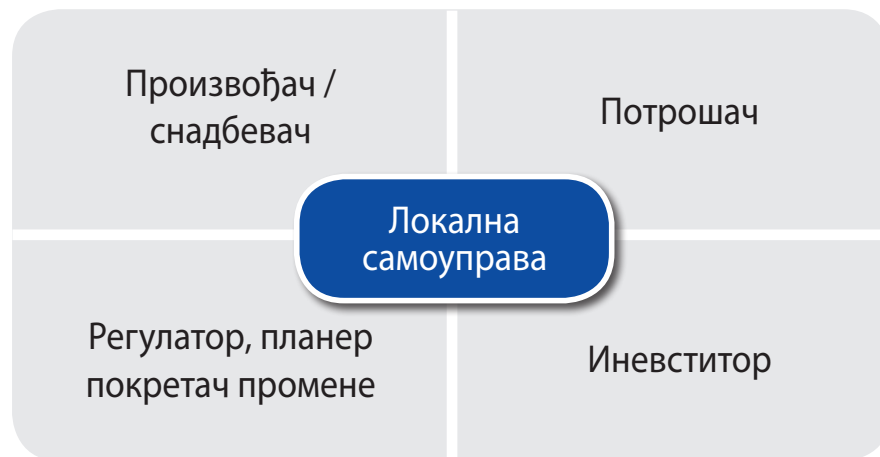 Произвођач /
снадбевач
Потрошач
Локална
самоуправа
Регулатор, планер
покретач промене
Иневститор